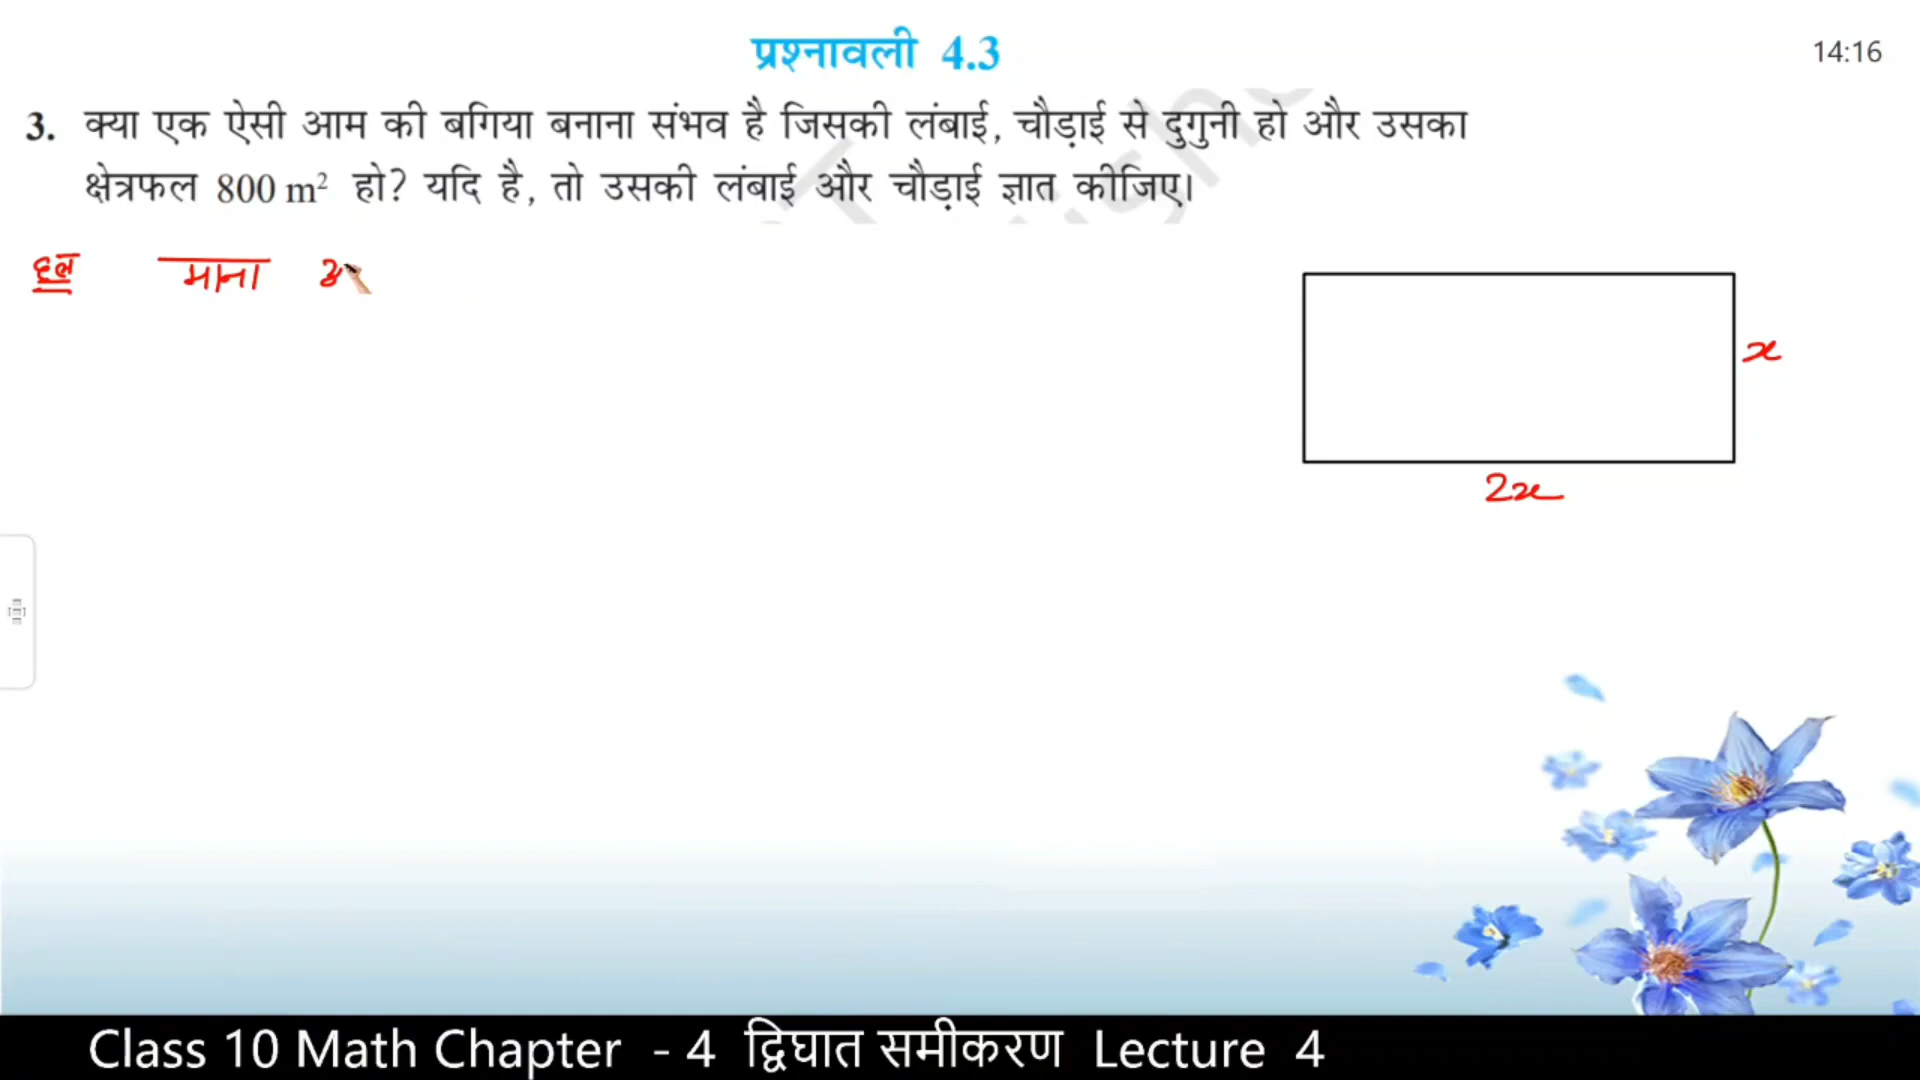 प्रश्नावली 4.3
14:16
3. क्या एक ऐसी आम की बगिया बनाना संभव है जिसकी लंबाई, चौड़ाई से दुगुनी हो और उसका
क्षेत्रफल 800 m² हो? यदि है, तो उसकी लंबाई और चौड़ाई ज्ञात कीजिए।
हल माना
x
2x
Class 10 Math Chapter - 4 द्विघात समीकरण Lecture 4